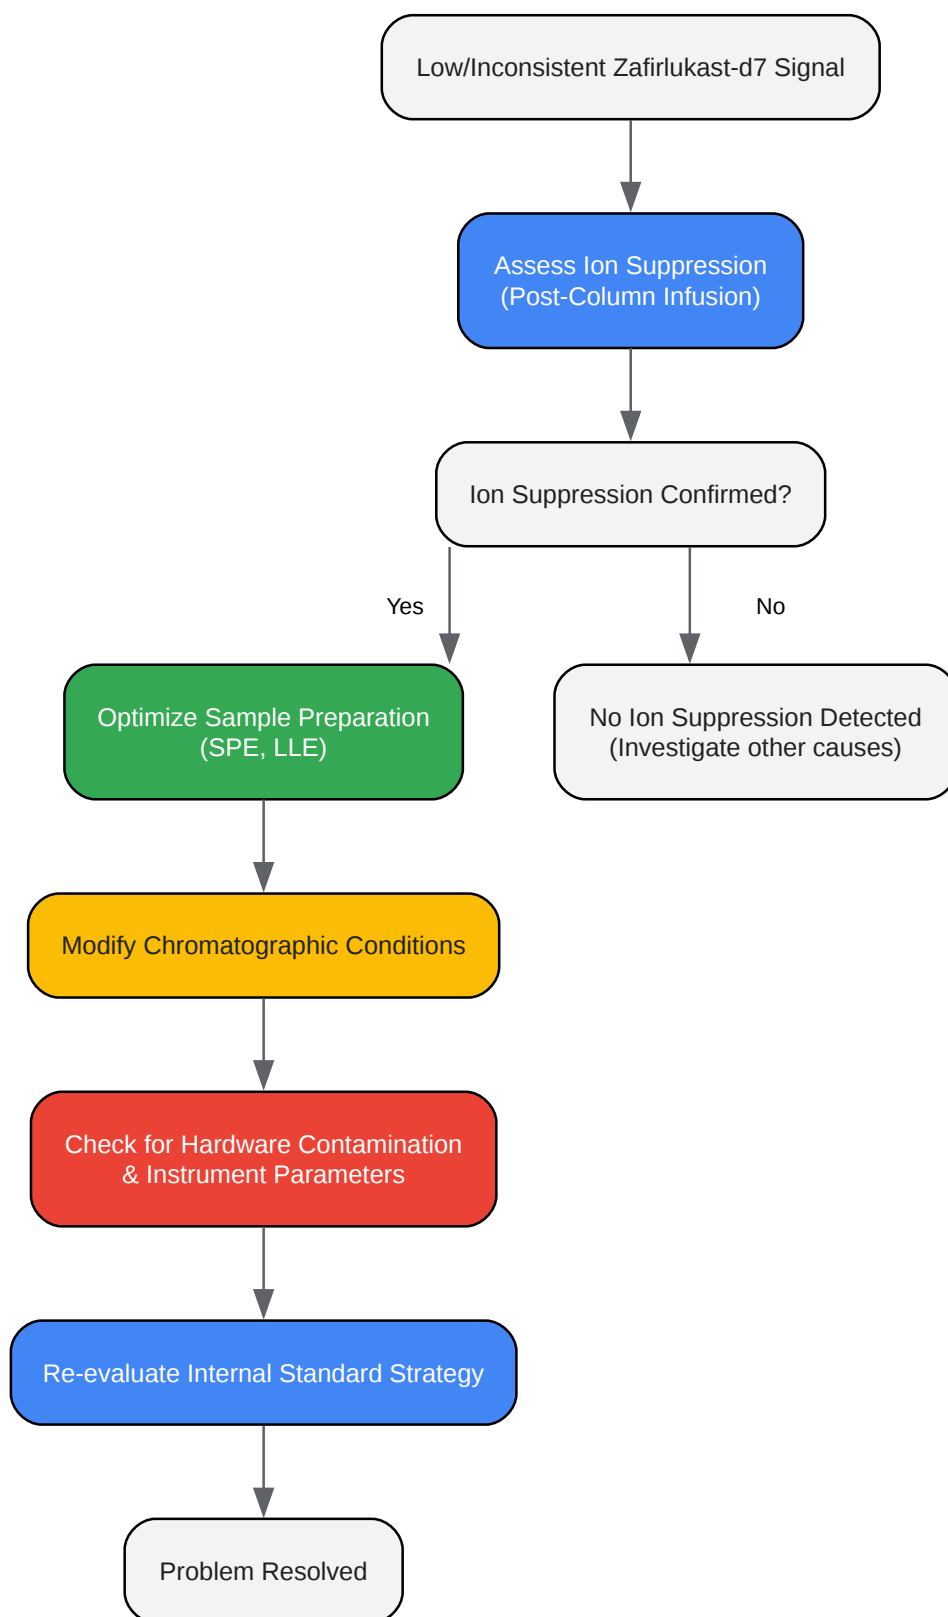 Low/Inconsistent Zafirlukast-d7 Signal
Assess Ion Suppression
(Post-Column Infusion)
Ion Suppression Confirmed?
Yes
No
Optimize Sample Preparation
(SPE, LLE)
No Ion Suppression Detected
(Investigate other causes)
Modify Chromatographic Conditions
Check for Hardware Contamination
& Instrument Parameters
Re-evaluate Internal Standard Strategy
Problem Resolved